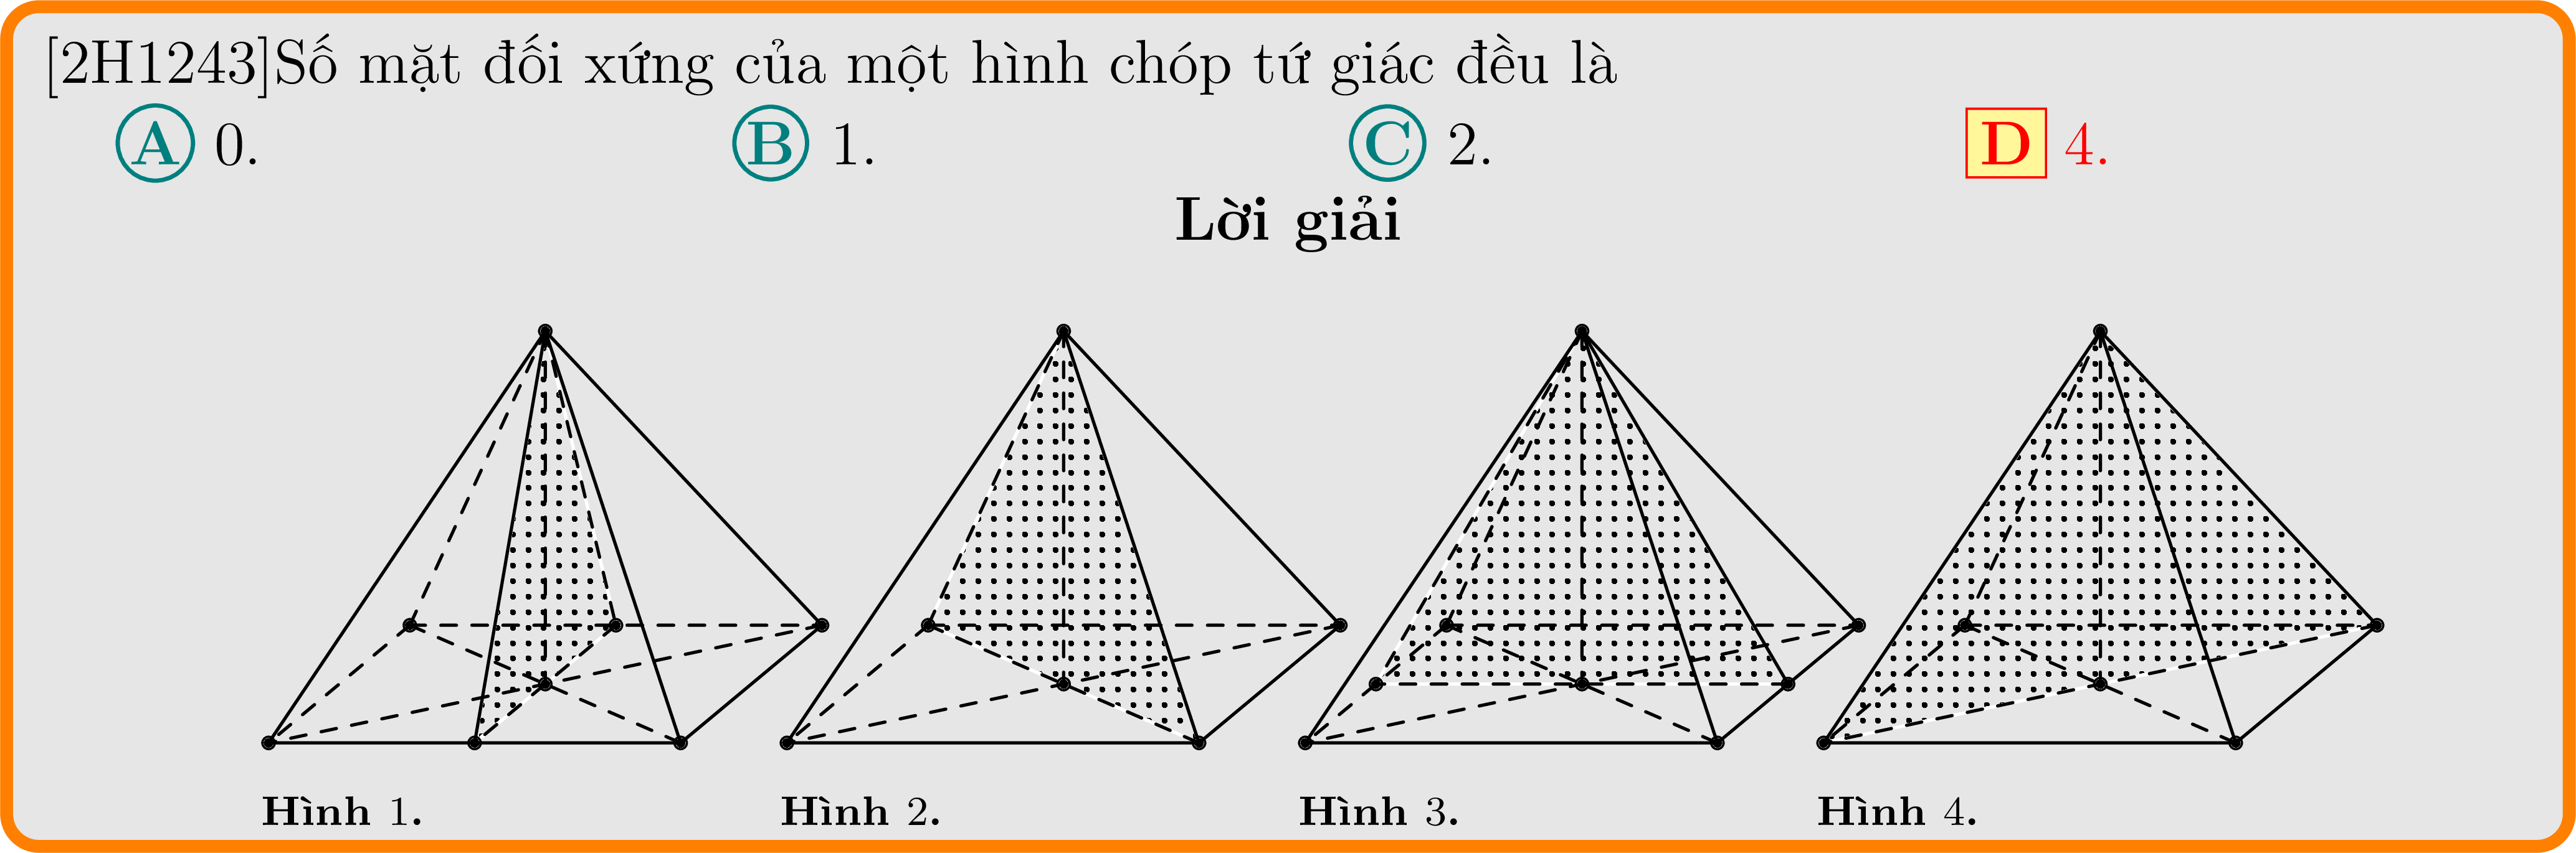 [2H1243]Số mặt đối xứng của một hình chóp tứ giác đều là
A 0. B 1. C 2. D 4.
Lời giải
Hình 1. Hình 2. Hình 3. Hình 4.